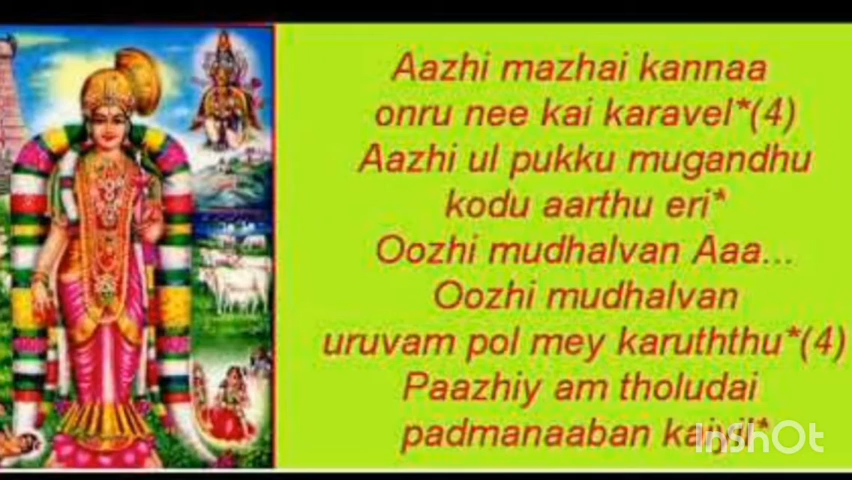 Aazhi mazhai kannaa
onru nee kai karavel*(4)
Aazhi ul pukku mugandhu
kodu aarthu eri*
Oozhi mudhalvan Aaa...
Oozhi mudhalvan
uruvam pol mey karuththu*(4)
Paazhiy am tholudai
padmanaaban kaiyil*
InShOt